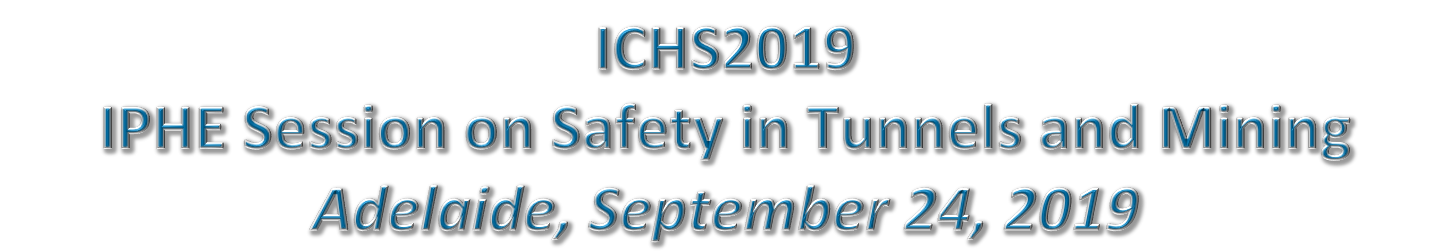 ICHS2019
IPHE Session on Safety in Tunnels and Mining
Adelaide, September 24, 2019